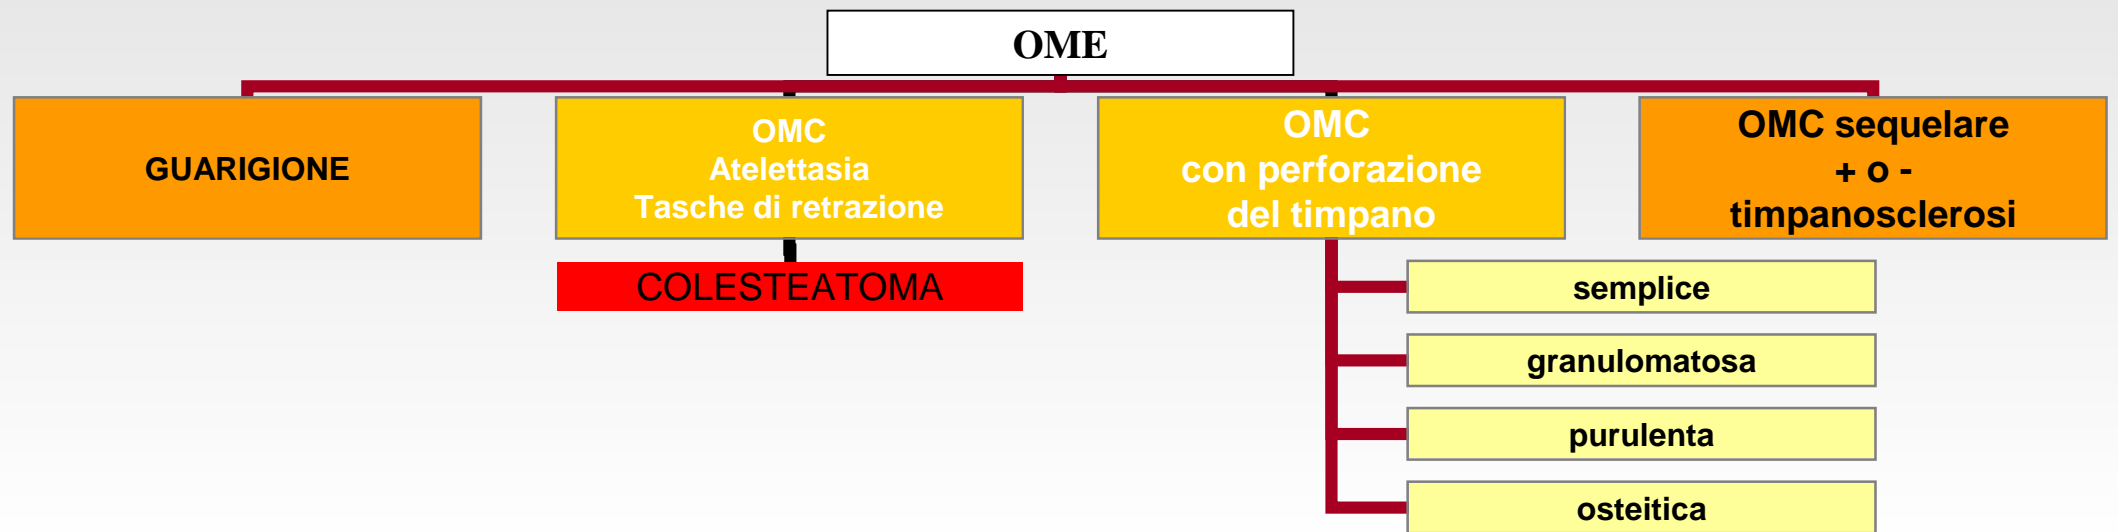 OME
GUARIGIONE
OMC
Atelettasia
Tasche di retrazione
OMC
con perforazione
del timpano
OMC sequelare
+ o -
timpanosclerosi
COLESTEATOMA
semplice
granulomatosa
purulenta
osteitica